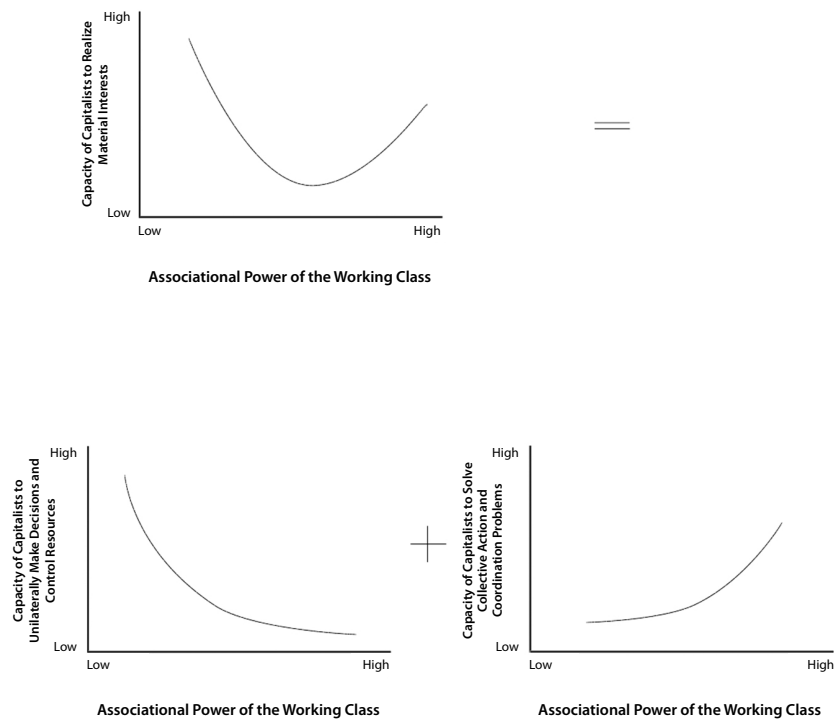 High
Capacity of Capitalists to Realize
Material Interests
Low
Low
High
Associational Power of the Working Class
High
Capacity of Capitalists to
Unilaterally Make Decisions and
Control Resources
Low
Low
High
Associational Power of the Working Class
High
Capacity of Capitalists to Solve
Collective Action and
Coordination Problems
Low
Low
High
Associational Power of the Working Class